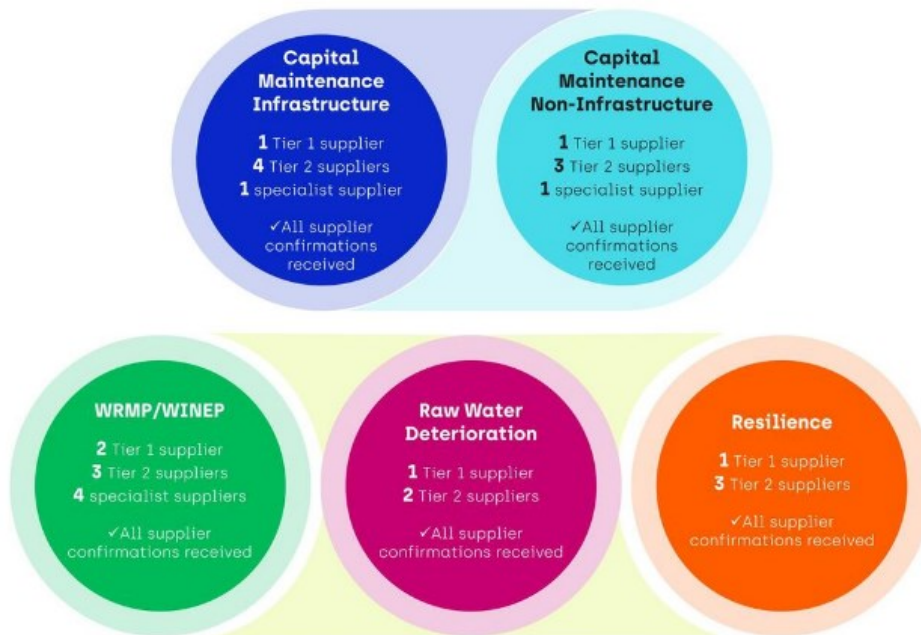 Capital
Maintenance
Infrastructure
1 Tier 1 supplier
4 Tier 2 suppliers
1 specialist supplier
✓All supplier
confirmations
received
Capital
Maintenance
Non-Infrastructure
1 Tier 1 supplier
3 Tier 2 suppliers
1 specialist supplier
✓All supplier
confirmations
received
WRMP/WINEP
2 Tier 1 supplier
3 Tier 2 suppliers
4 specialist suppliers
✓All supplier
confirmations received
Raw Water
Deterioration
1 Tier 1 supplier
2 Tier 2 suppliers
✓All supplier
confirmations received
Resilience
1 Tier 1 supplier
3 Tier 2 suppliers
✓All supplier
confirmations received